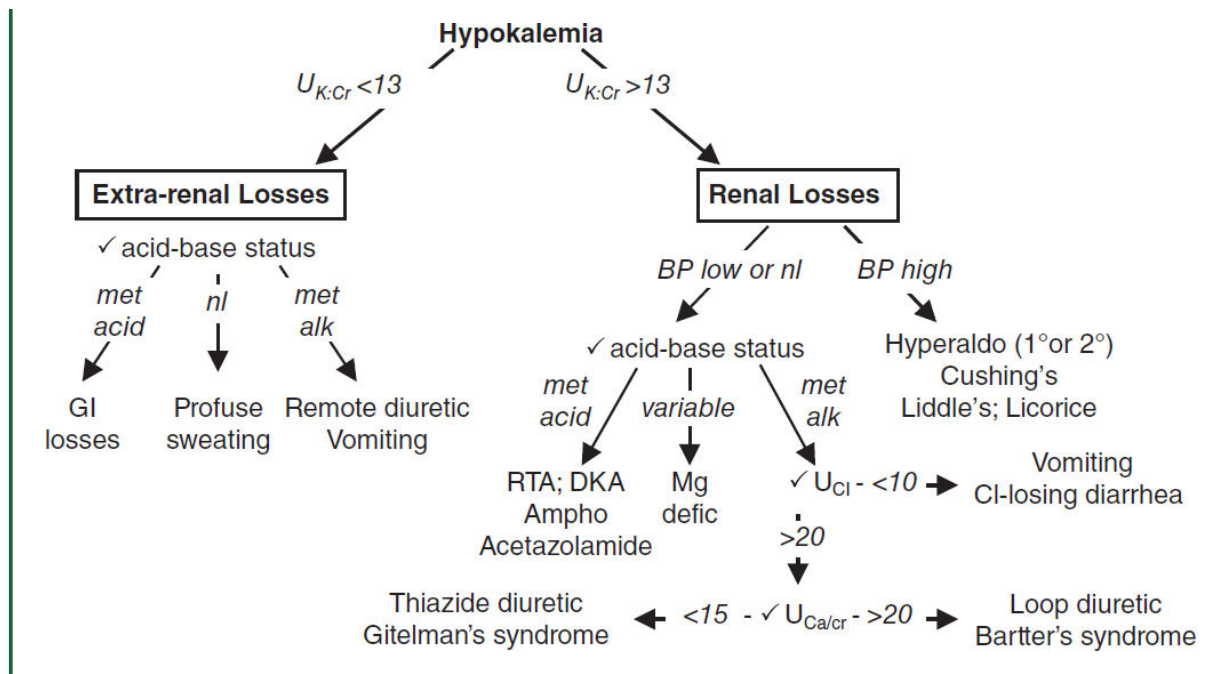 Hypokalemia
U K:Cr <13
U K:Cr >13
Extra-renal Losses
✓ acid-base status
met
acid
nl
met
alk
GI
losses
Profuse
sweating
Remote diuretic
Vomiting
Renal Losses
BP low or nl
BP high
✓ acid-base status
Hyperaldo (1°or 2°)
Cushing's
Liddle's; Licorice
met
acid
variable
met
alk
RTA; DKA
Ampho
Acetazolamide
Mg
defic
✓ U Cl - <10
Vomiting
Cl-losing diarrhea
>20
Thiazide diuretic
Gitelman's syndrome
<15 - ✓ U Ca/cr - >20
Loop diuretic
Bartter's syndrome